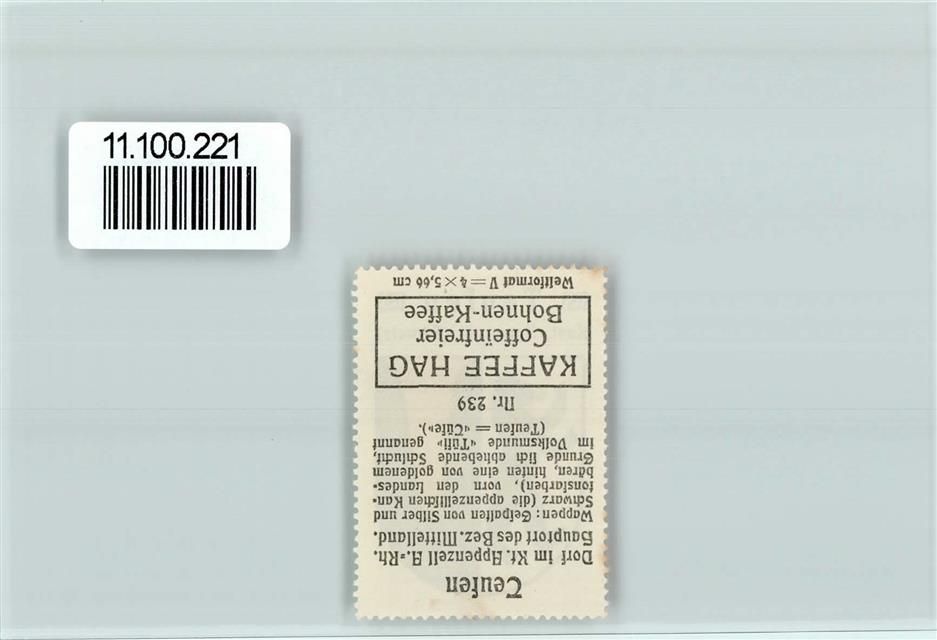 11.100.221
Teufen
Dorf im Kt. Appenzell A.-Rh.
Hauptort des Bez. Mittelland.
Wappen: Gespalten von Silber und
Schwarz (die appenzellischen Kan-
tonsfarben), vorn den Landes-
bären, hinten eine von goldenem
Grunde sich abhebende Schlucht,
im Volksmunde «Tüfi» genannt
(Teufen = «Tüfe»).
Nr. 239
KAFFEE HAG
Coffeïnfreier
Bohnen-Kaffee
Weltformat V = 4 × 5,66 cm